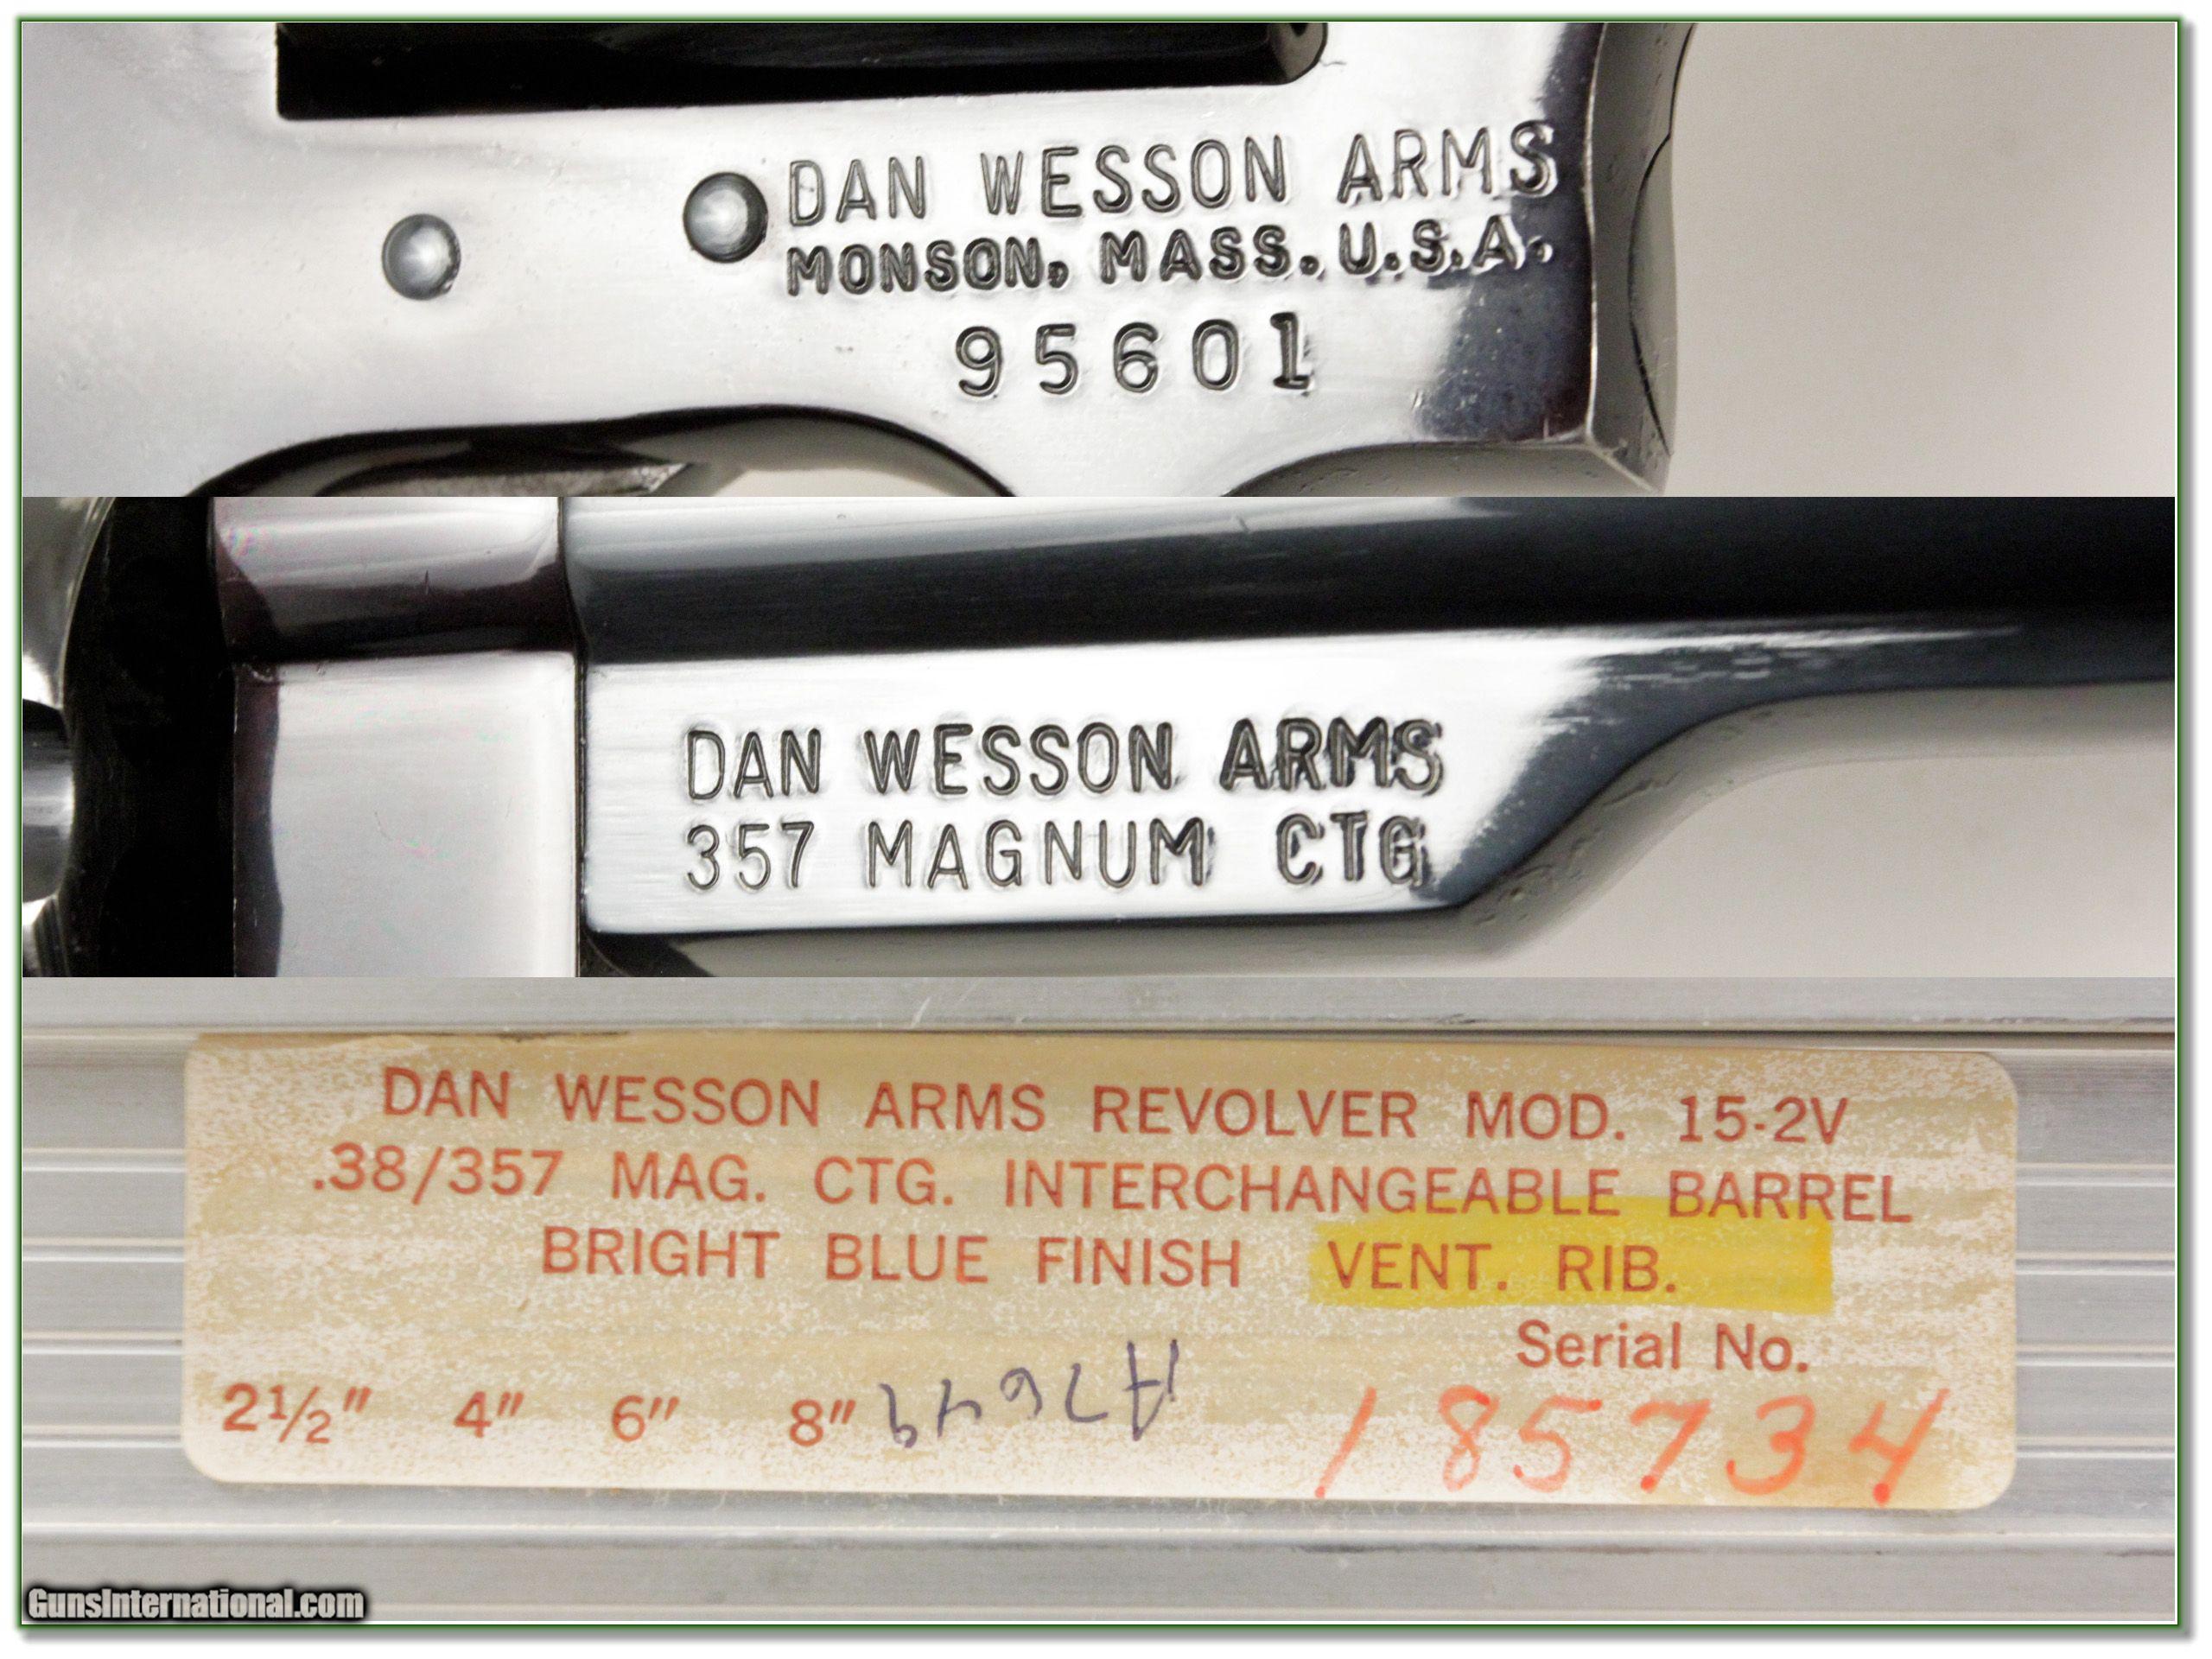 DAN WESSON ARMS
MONSON, MASS. U.S.A.
95601
DAN WESSON ARMS
357 MAGNUM CTG
DAN WESSON ARMS REVOLVER MOD. 15-2V
.38/357 MAG. CTG. INTERCHANGEABLE BARREL
BRIGHT BLUE FINISH VENT. RIB.
Serial No.
2½" 4" 6" 8" A7649 185734
GunsInternational.com